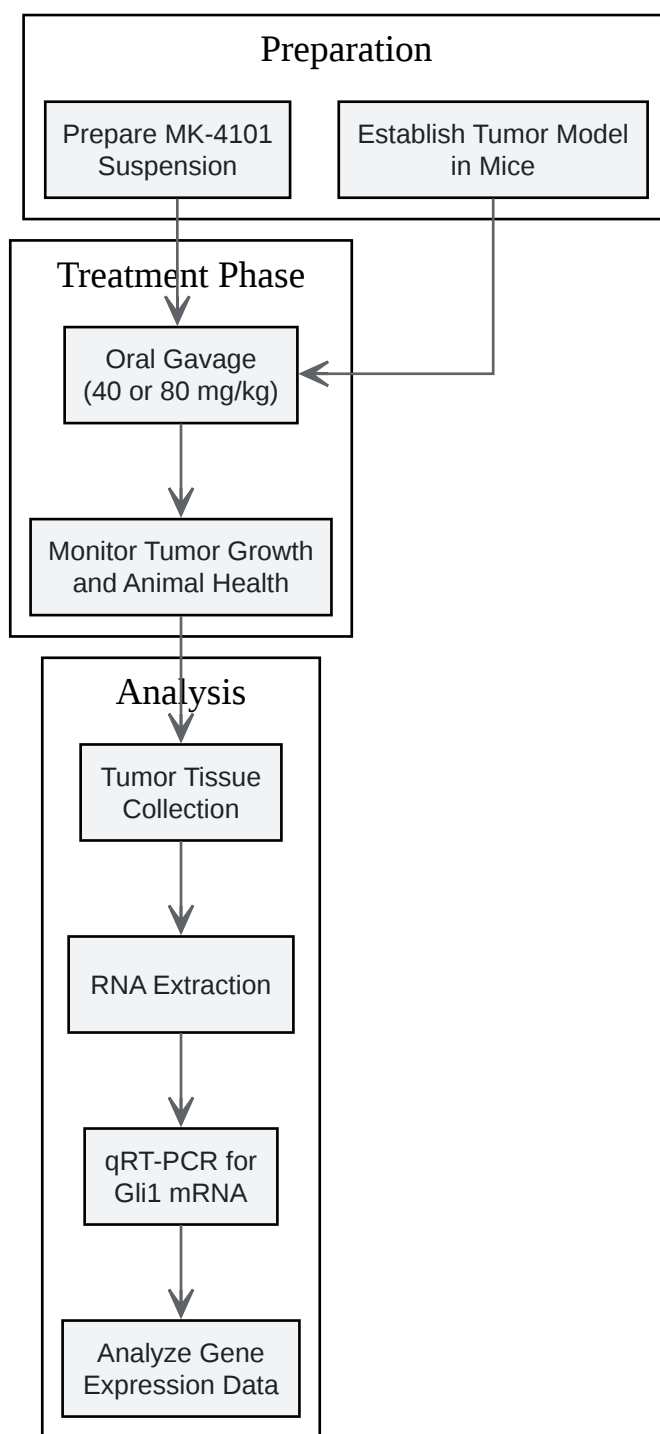 Preparation
Prepare MK-4101
Suspension
Establish Tumor Model
in Mice
Treatment Phase
Oral Gavage
(40 or 80 mg/kg)
Monitor Tumor Growth
and Animal Health
Analysis
Tumor Tissue
Collection
RNA Extraction
qRT-PCR for
Gli1 mRNA
Analyze Gene
Expression Data